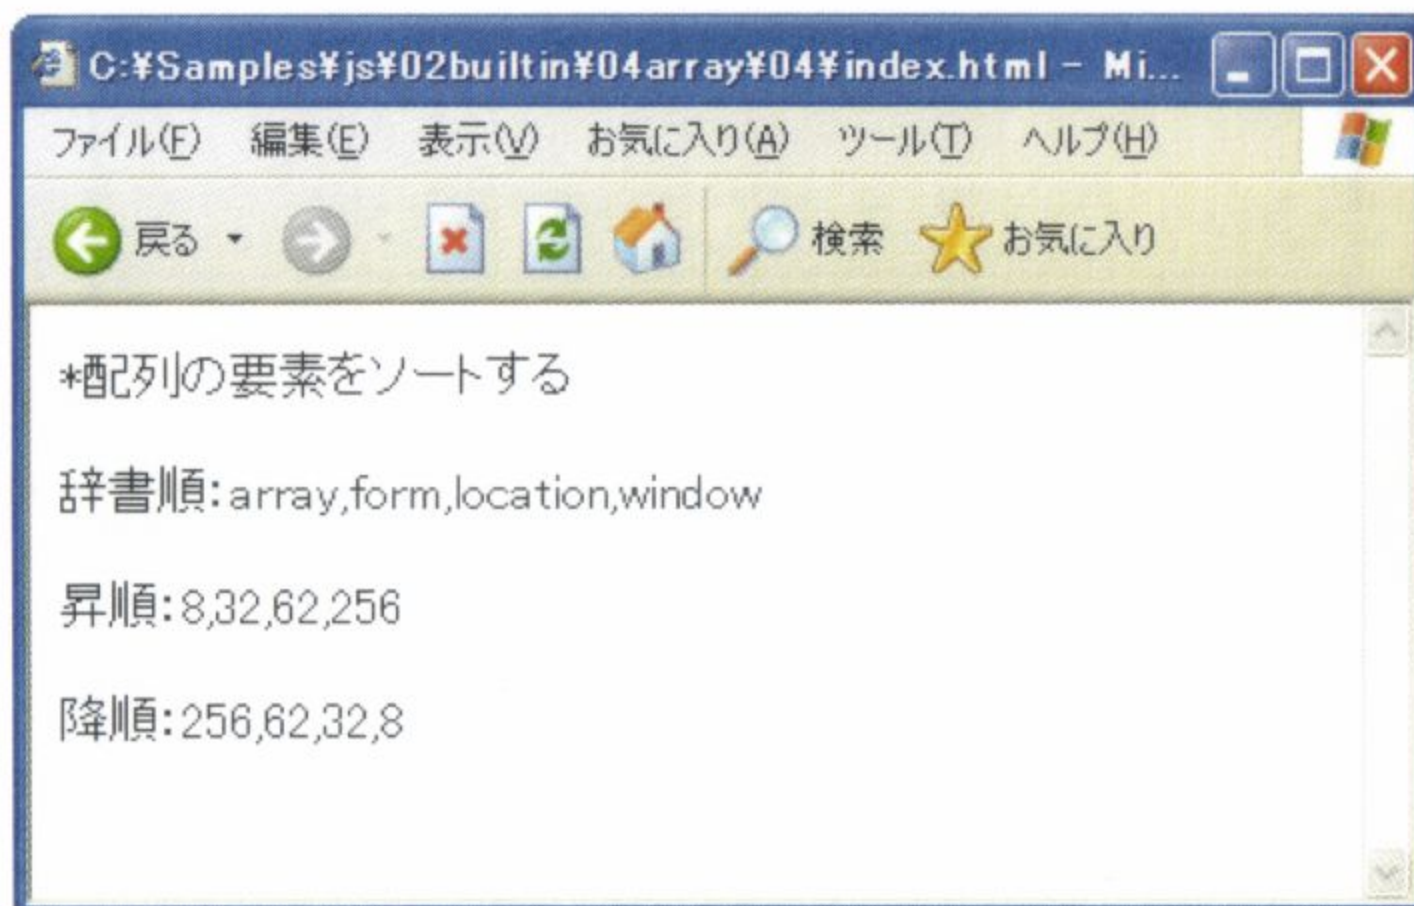 C:¥Samples¥js¥02builtin¥04array¥04¥index.html - Mi...
ファイル(F) 編集(E) 表示(V) お気に入り(A) ツール(T) ヘルプ(H)
戻る 検索 お気に入り
*配列の要素をソートする
辞書順：array,form,location,window
昇順：8,32,62,256
降順：256,62,32,8